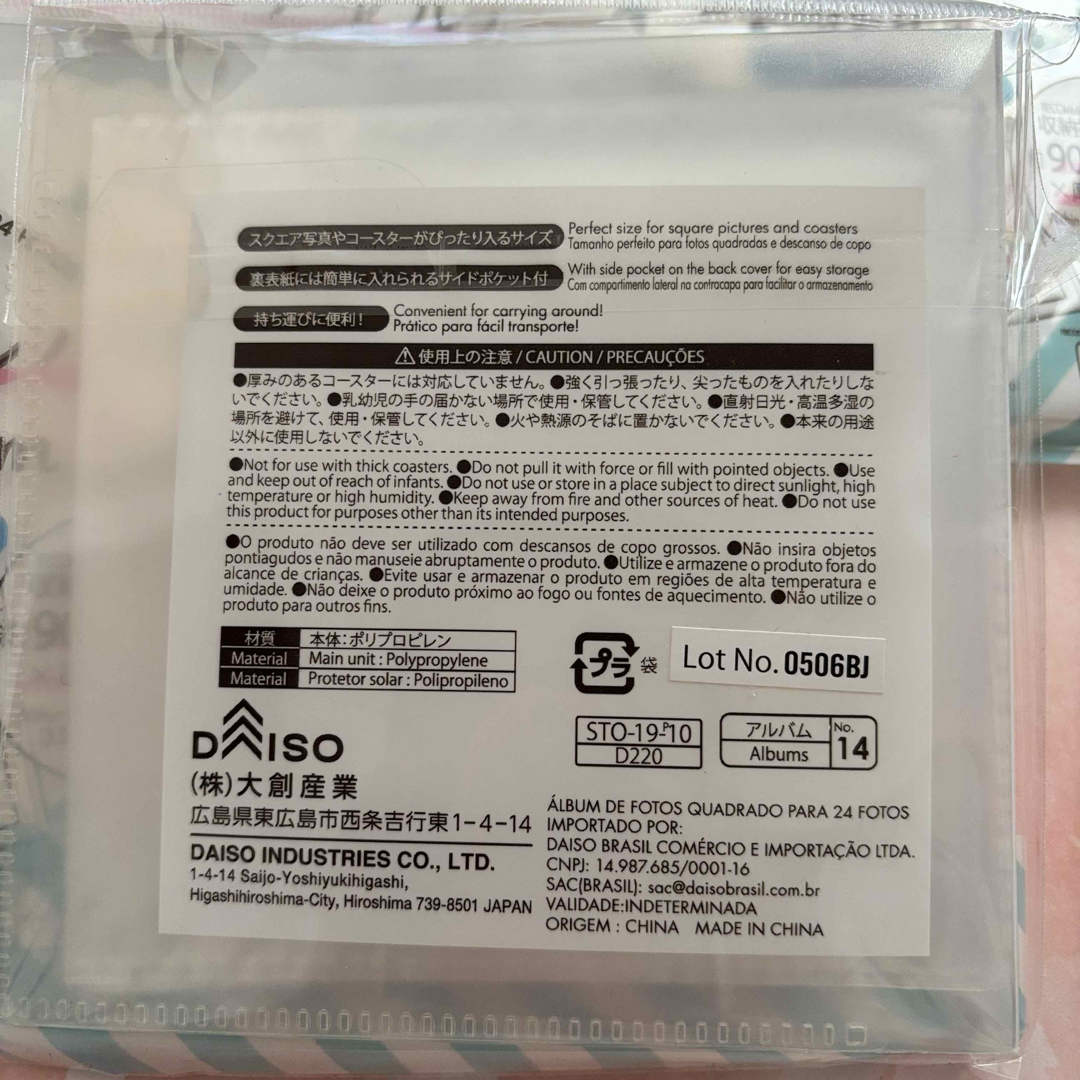 スクエア写真やコースターがぴったり入るサイズ
Perfect size for square pictures and coasters
Tamanho perfeito para fotos quadradas e descanso de copo
裏表紙には簡単に入れられるサイドポケット付
With side pocket on the back cover for easy storage
Com compartimento lateral na contracapa para facilitar o armazenamento
持ち運びに便利!
Convenient for carrying around!
Prático para fácil transporte!
⚠使用上の注意/CAUTION/PRECAUÇÕES
●厚みのあるコースターには対応していません。●強く引っ張ったり、尖ったものを入れたりしな
いでください。●乳幼児の手の届かない場所で使用・保管してください。●直射日光・高温多湿の
場所を避けて、使用・保管してください。●火や熱源のそばに置かないでください。●本来の用途
以外に使用しないでください。
●Not for use with thick coasters. ●Do not pull it with force or fill with pointed objects. ●Use
and keep out of reach of infants. ●Do not use or store in a place subject to direct sunlight, high
temperature or high humidity. ●Keep away from fire and other sources of heat. ●Do not use
this product for purposes other than its intended purposes.
●O produto não deve ser utilizado com descansos de copo grossos. ●Não insira objetos
pontiagudos e não manuseie abruptamente o produto. ●Utilize e armazene o produto fora do
alcance de crianças. ●Evite usar e armazenar o produto em regiões de alta temperatura e
umidade. ●Não deixe o produto próximo ao fogo ou fontes de aquecimento. ●Não utilize o
produto para outros fins.
材質 本体:ポリプロピレン
Material Main unit : Polypropylene
Material Protetor solar : Polipropileno
プラ 袋
Lot No. 0506BJ
STO-19-P10
D220
アルバム
Albums
No.
14
DAISO
(株)大創産業
広島県東広島市西条吉行東1-4-14
DAISO INDUSTRIES CO., LTD.
1-4-14 Saijo-Yoshiyukihigashi,
Higashihiroshima-City, Hiroshima 739-8501 JAPAN
ÁLBUM DE FOTOS QUADRADO PARA 24 FOTOS
IMPORTADO POR:
DAISO BRASIL COMÉRCIO E IMPORTAÇÃO LTDA.
CNPJ: 14.987.685/0001-16
SAC(BRASIL): sac@daisobrasil.com.br
VALIDADE:INDETERMINADA
ORIGEM : CHINA MADE IN CHINA